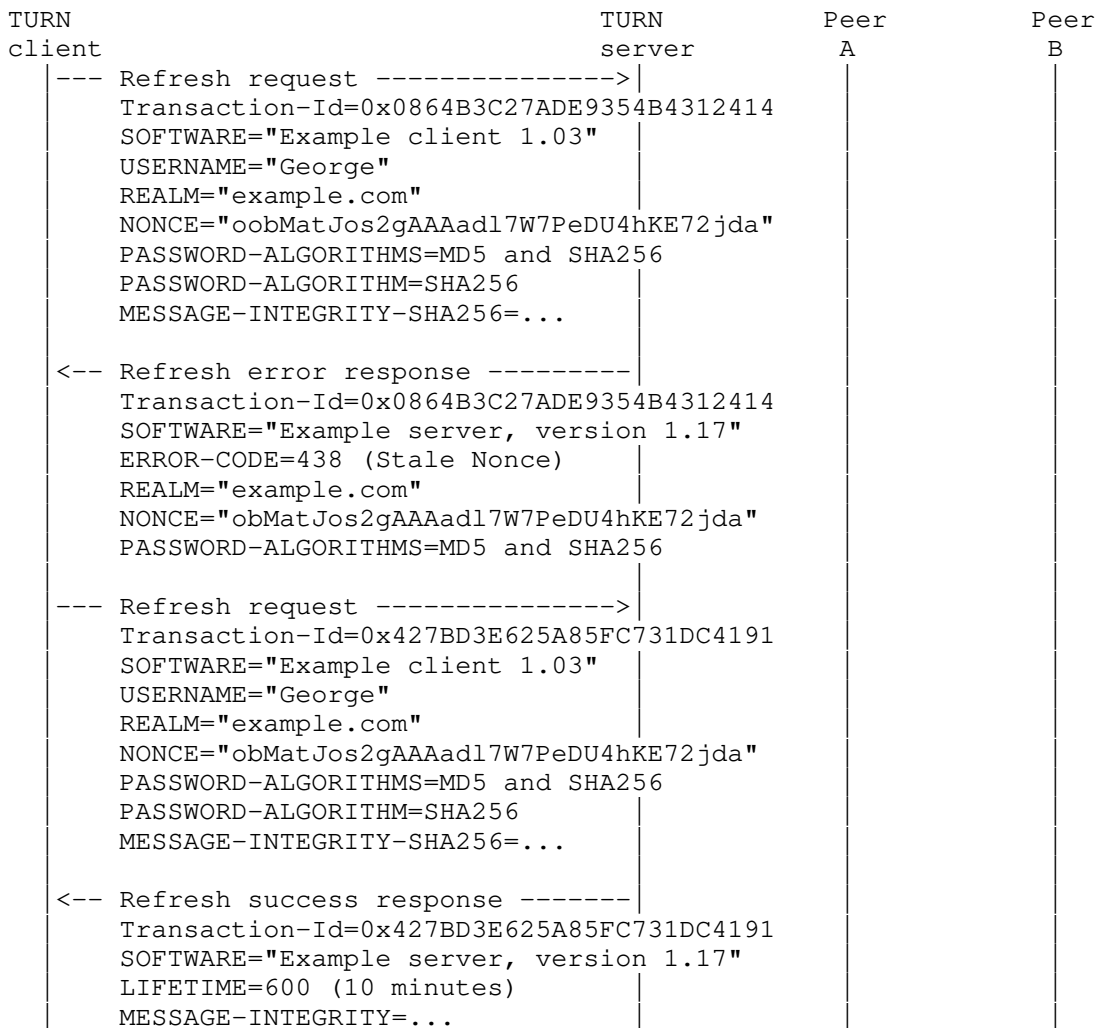 TURN                                 TURN          Peer          Peer
client                               server         A             B
|--- Refresh request --------------->|             |             |
|    Transaction-Id=0x0864B3C27ADE9354B4312414     |             |
|    SOFTWARE="Example client 1.03"  |             |             |
|    USERNAME="George"               |             |             |
|    REALM="example.com"             |             |             |
|    NONCE="oobMatJos2gAAAadl7W7PeDU4hKE72jda"     |             |
|    PASSWORD-ALGORITHMS=MD5 and SHA256            |             |
|    PASSWORD-ALGORITHM=SHA256       |             |             |
|    MESSAGE-INTEGRITY-SHA256=...    |             |             |
|                                    |             |             |
|<-- Refresh error response ---------|             |             |
|    Transaction-Id=0x0864B3C27ADE9354B4312414     |             |
|    SOFTWARE="Example server, version 1.17"       |             |
|    ERROR-CODE=438 (Stale Nonce)    |             |             |
|    REALM="example.com"             |             |             |
|    NONCE="obMatJos2gAAAadl7W7PeDU4hKE72jda"      |             |
|    PASSWORD-ALGORITHMS=MD5 and SHA256            |             |
|                                    |             |             |
|--- Refresh request --------------->|             |             |
|    Transaction-Id=0x427BD3E625A85FC731DC4191     |             |
|    SOFTWARE="Example client 1.03"  |             |             |
|    USERNAME="George"               |             |             |
|    REALM="example.com"             |             |             |
|    NONCE="obMatJos2gAAAadl7W7PeDU4hKE72jda"      |             |
|    PASSWORD-ALGORITHMS=MD5 and SHA256            |             |
|    PASSWORD-ALGORITHM=SHA256       |             |             |
|    MESSAGE-INTEGRITY-SHA256=...    |             |             |
|                                    |             |             |
|<-- Refresh success response -------|             |             |
|    Transaction-Id=0x427BD3E625A85FC731DC4191     |             |
|    SOFTWARE="Example server, version 1.17"       |             |
|    LIFETIME=600 (10 minutes)       |             |             |
|    MESSAGE-INTEGRITY=...           |             |             |